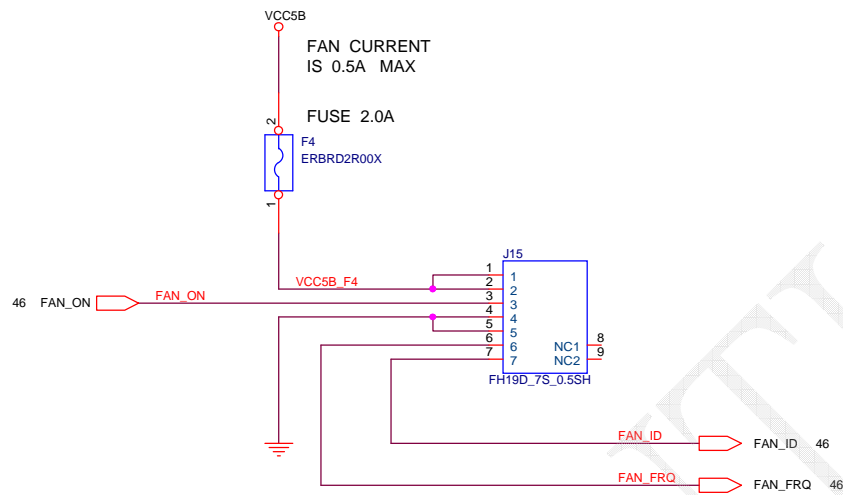 VCC5B
FAN CURRENT
IS 0.5A MAX
2
FUSE 2.0A
F4
ERBRD2R00X
1
J15
VCC5B_F4
46 FAN_ON
FAN_ON
1 1
2 2
3 3
4 4
5 5
6 6 NC1 8
7 7 NC2 9
FH19D_7S_0.5SH
FAN_ID
FAN_ID 46
FAN_FRQ
FAN_FRQ 46